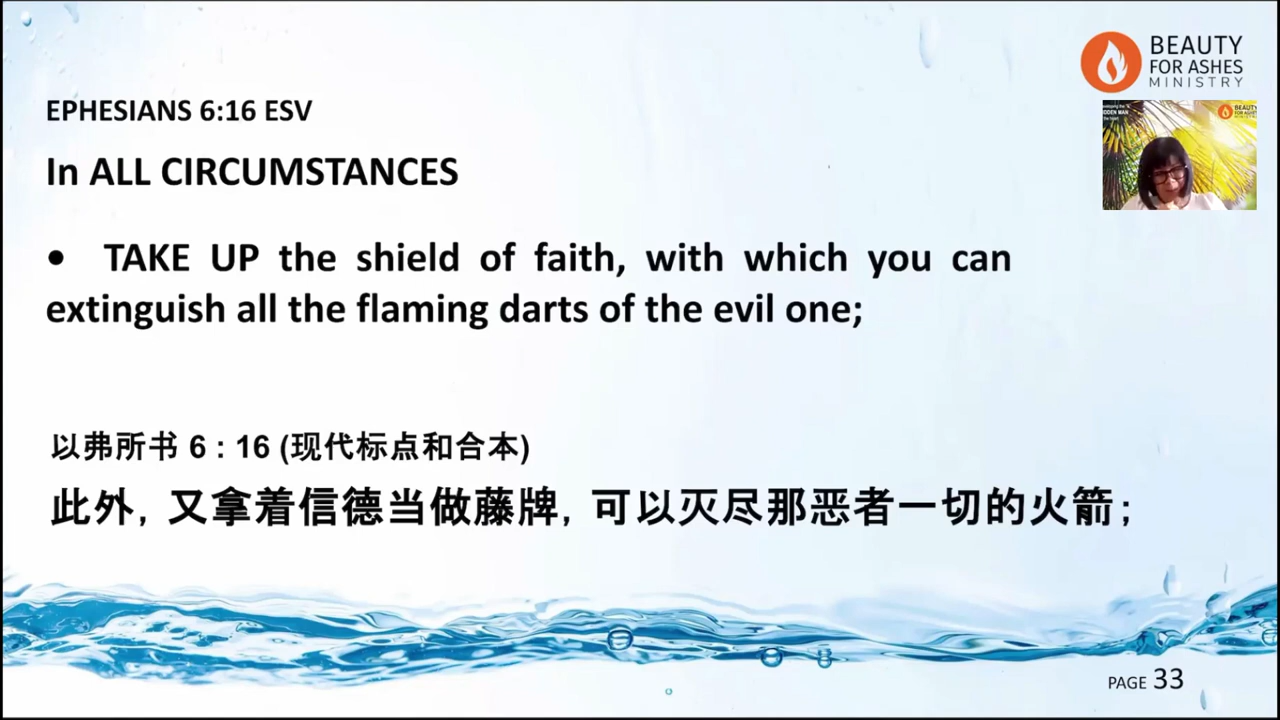 BEAUTY
FOR ASHES
MINISTRY
EPHESIANS 6:16 ESV
In ALL CIRCUMSTANCES
• TAKE UP the shield of faith, with which you can
extinguish all the flaming darts of the evil one;
以弗所书 6 : 16 (现代标点和合本)
此外, 又拿着信德当做藤牌, 可以灭尽那恶者一切的火箭;
PAGE 33